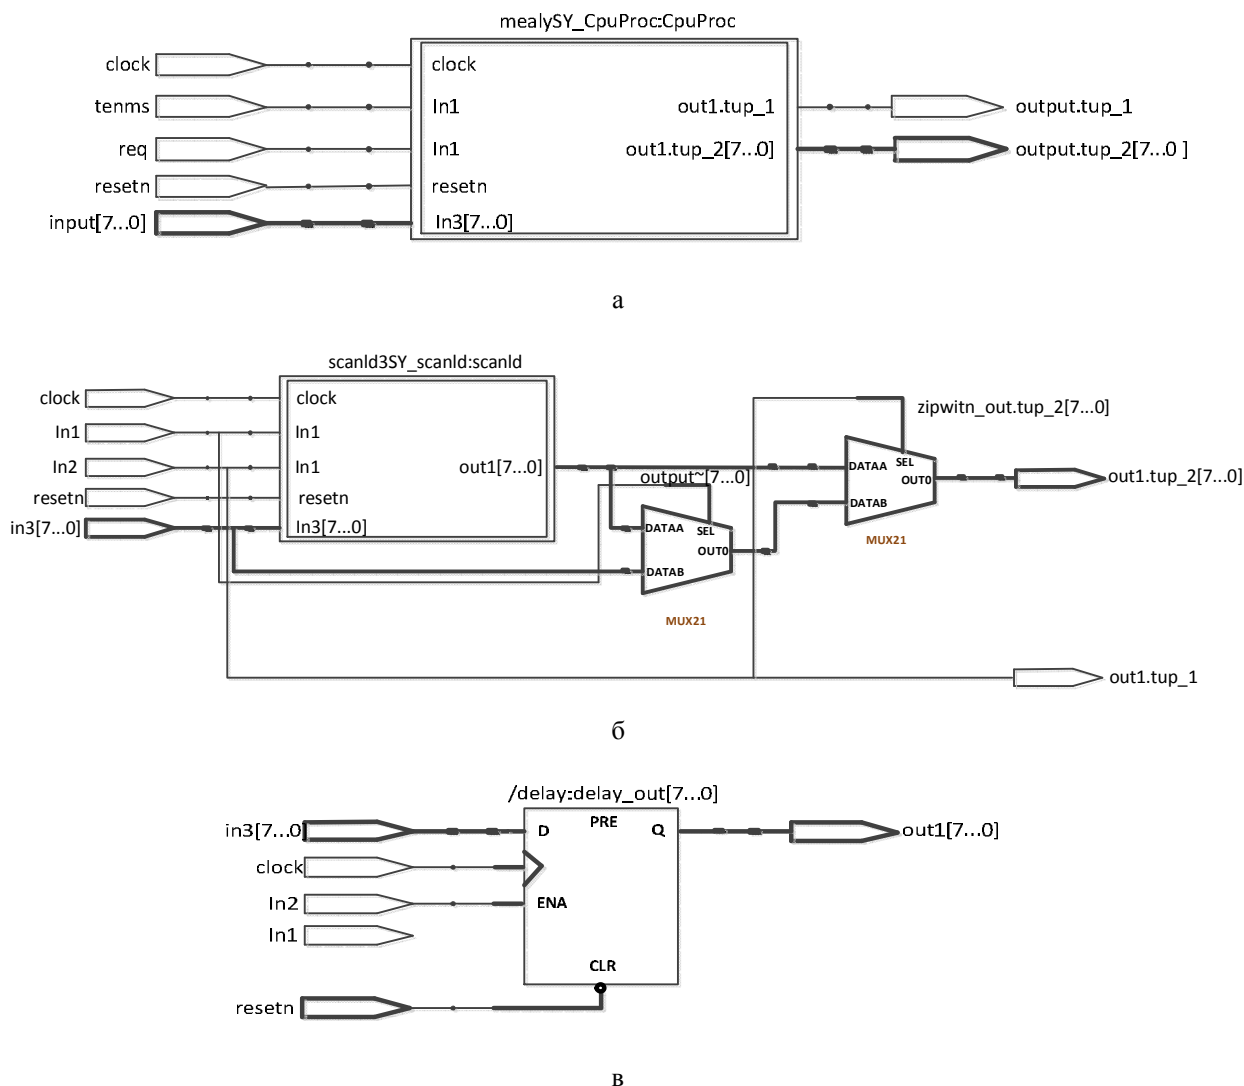 mealySY_CpuProc:CpuProc
clock
clock
tenms
In1
out1.tup_1
output.tup_1
req
In1
out1.tup_2[7...0]
output.tup_2[7...0 ]
resetn
resetn
input[7...0]
In3[7...0]
а
scanld3SY_scanld:scanld
clock
clock
zipwitn_out.tup_2[7...0]
In1
In1
In2
In1
out1[7...0]
output~[7...0]
DATAA
SEL
OUT0
out1.tup_2[7...0]
resetn
resetn
DATAB
in3[7...0]
In3[7...0]
DATAA
SEL
MUX21
OUT0
DATAB
MUX21
out1.tup_1
б
/delay:delay_out[7...0]
in3[7...0
D
PRE
Q
out1[7...0]
clock
In2
ENA
In1
CLR
resetn
в